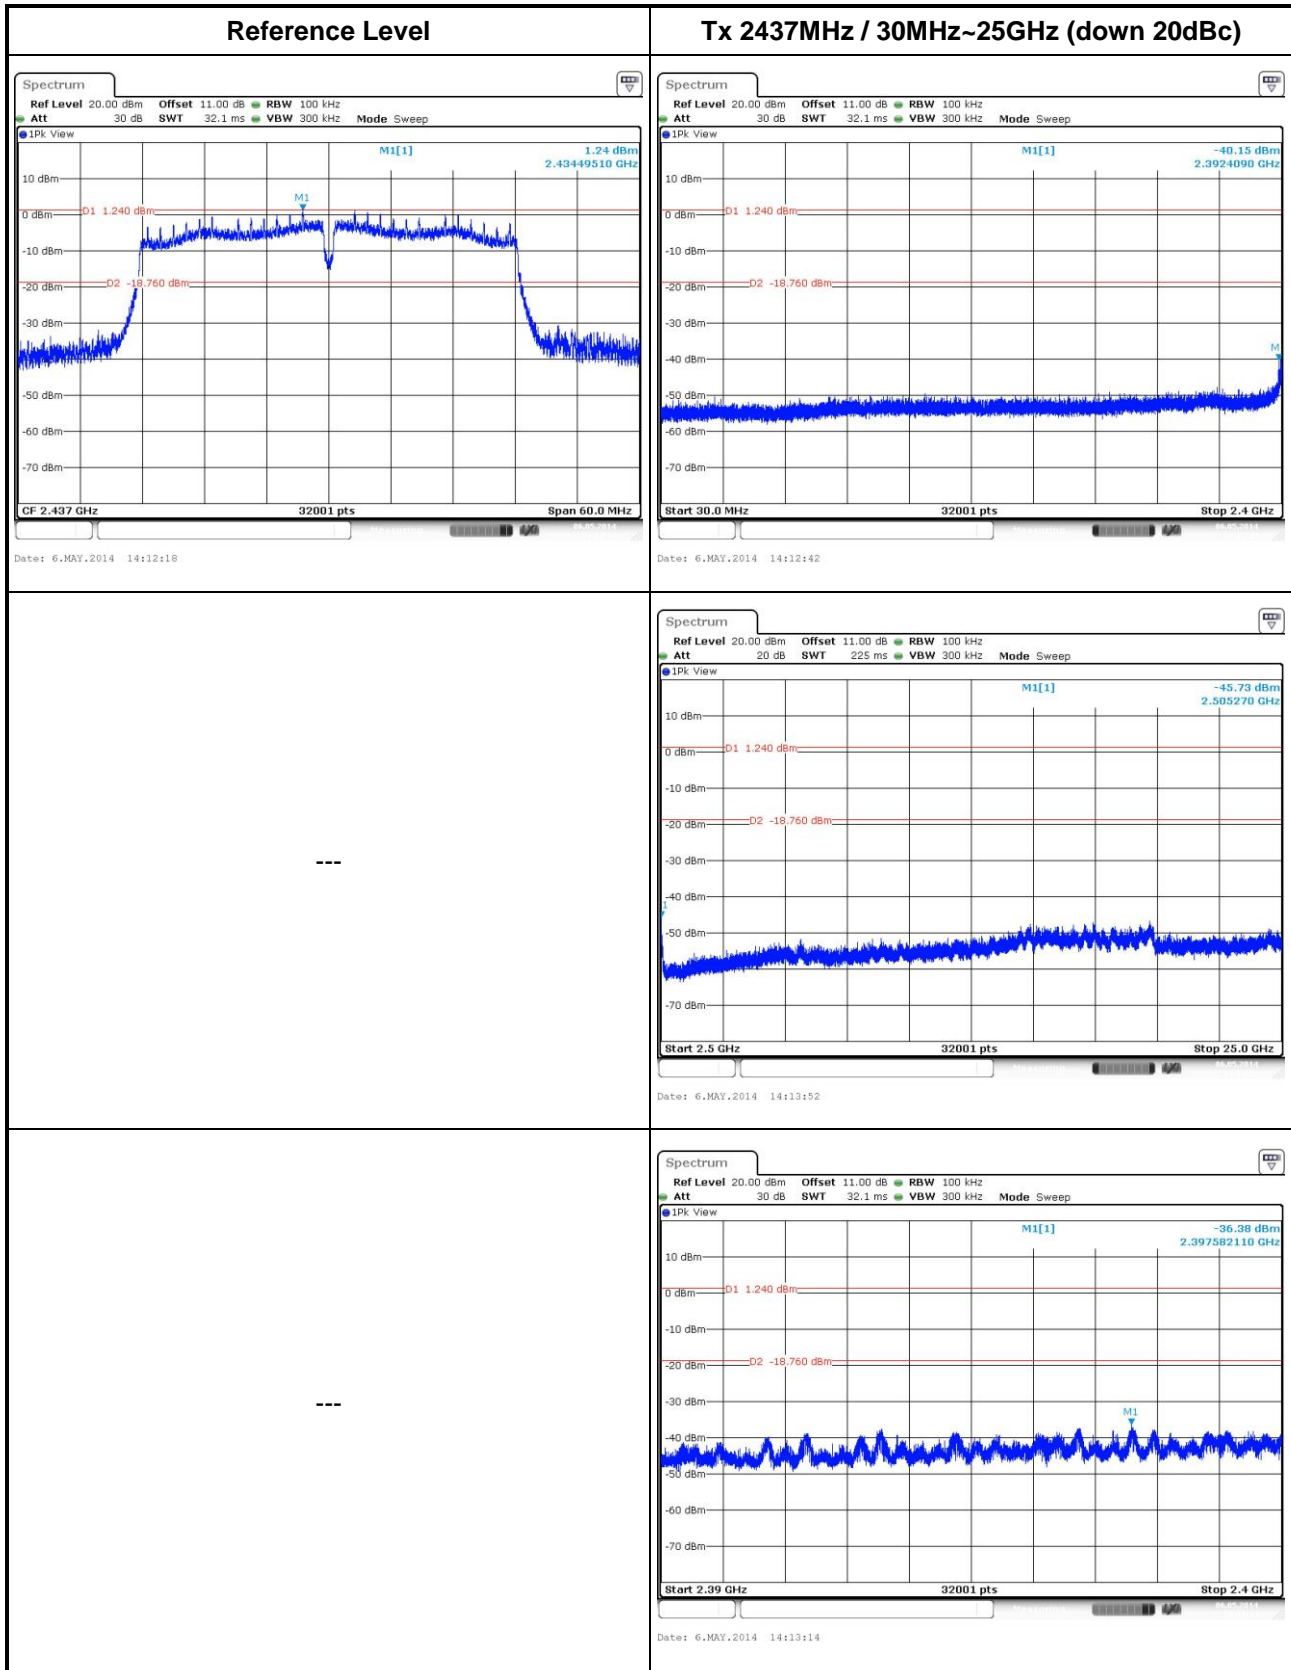 Reference Level
Tx 2437MHz / 30MHz~25GHz (down 20dBc)
Spectrum
Ref Level 20.00 dBm Offset 11.00 dB RBW 100 kHz
Att 30 dB SWT 32.1 ms VBW 300 kHz Mode Sweep
1Pk View
M1[1] 1.24 dBm
2.43449510 GHz
10 dBm
M1
0 dBm D1 1.240 dBm
-10 dBm
-20 dBm D2 -18.760 dBm
-30 dBm
-40 dBm
-50 dBm
-60 dBm
-70 dBm
CF 2.437 GHz 32001 pts Span 60.0 MHz
Date: 6.MAY.2014 14:12:18
Spectrum
Ref Level 20.00 dBm Offset 11.00 dB RBW 100 kHz
Att 30 dB SWT 32.1 ms VBW 300 kHz Mode Sweep
1Pk View
M1[1] -40.15 dBm
2.3924090 GHz
10 dBm
0 dBm D1 1.240 dBm
-10 dBm
-20 dBm D2 -18.760 dBm
-30 dBm
M
-40 dBm
-50 dBm
-60 dBm
-70 dBm
Start 30.0 MHz 32001 pts Stop 2.4 GHz
Date: 6.MAY.2014 14:12:42
---
Spectrum
Ref Level 20.00 dBm Offset 11.00 dB RBW 100 kHz
Att 20 dB SWT 225 ms VBW 300 kHz Mode Sweep
1Pk View
M1[1] -45.73 dBm
2.505270 GHz
10 dBm
0 dBm D1 1.240 dBm
-10 dBm
-20 dBm D2 -18.760 dBm
-30 dBm
-40 dBm
1
-50 dBm
-70 dBm
Start 2.5 GHz 32001 pts Stop 25.0 GHz
Date: 6.MAY.2014 14:13:52
---
Spectrum
Ref Level 20.00 dBm Offset 11.00 dB RBW 100 kHz
Att 30 dB SWT 32.1 ms VBW 300 kHz Mode Sweep
1Pk View
M1[1] -36.38 dBm
2.397582110 GHz
10 dBm
0 dBm D1 1.240 dBm
-10 dBm
-20 dBm D2 -18.760 dBm
-30 dBm
M1
-40 dBm
-50 dBm
-60 dBm
-70 dBm
Start 2.39 GHz 32001 pts Stop 2.4 GHz
Date: 6.MAY.2014 14:13:14